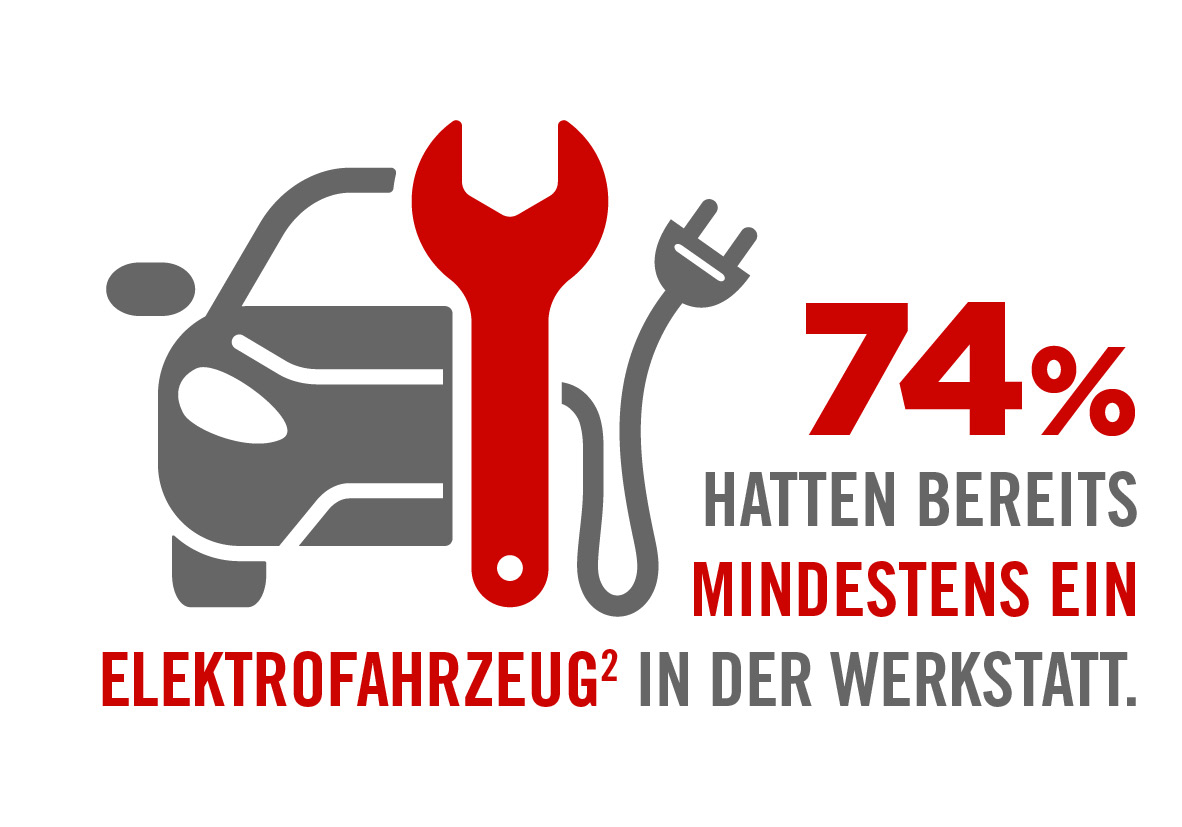 74%
HATTEN BEREITS
MINDESTENS EIN
ELEKTROFAHRZEUG² IN DER WERKSTATT.